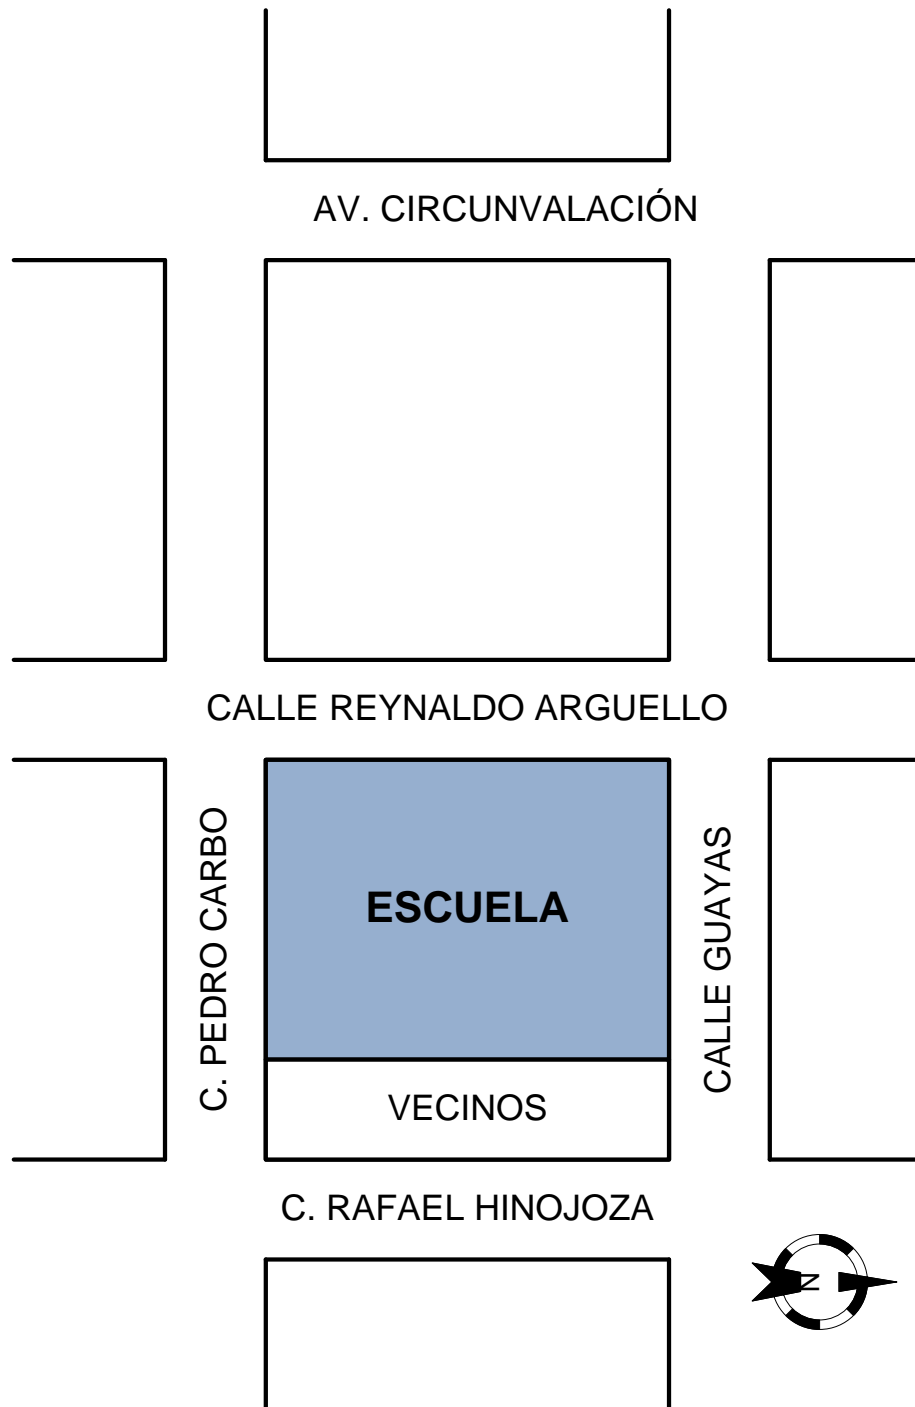 AV. CIRCUNVALACIÓN
CALLE REYNALDO ARGUELLO
C. PEDRO CARBO
ESCUELA
CALLE GUAYAS
VECINOS
C. RAFAEL HINOJOZA
N